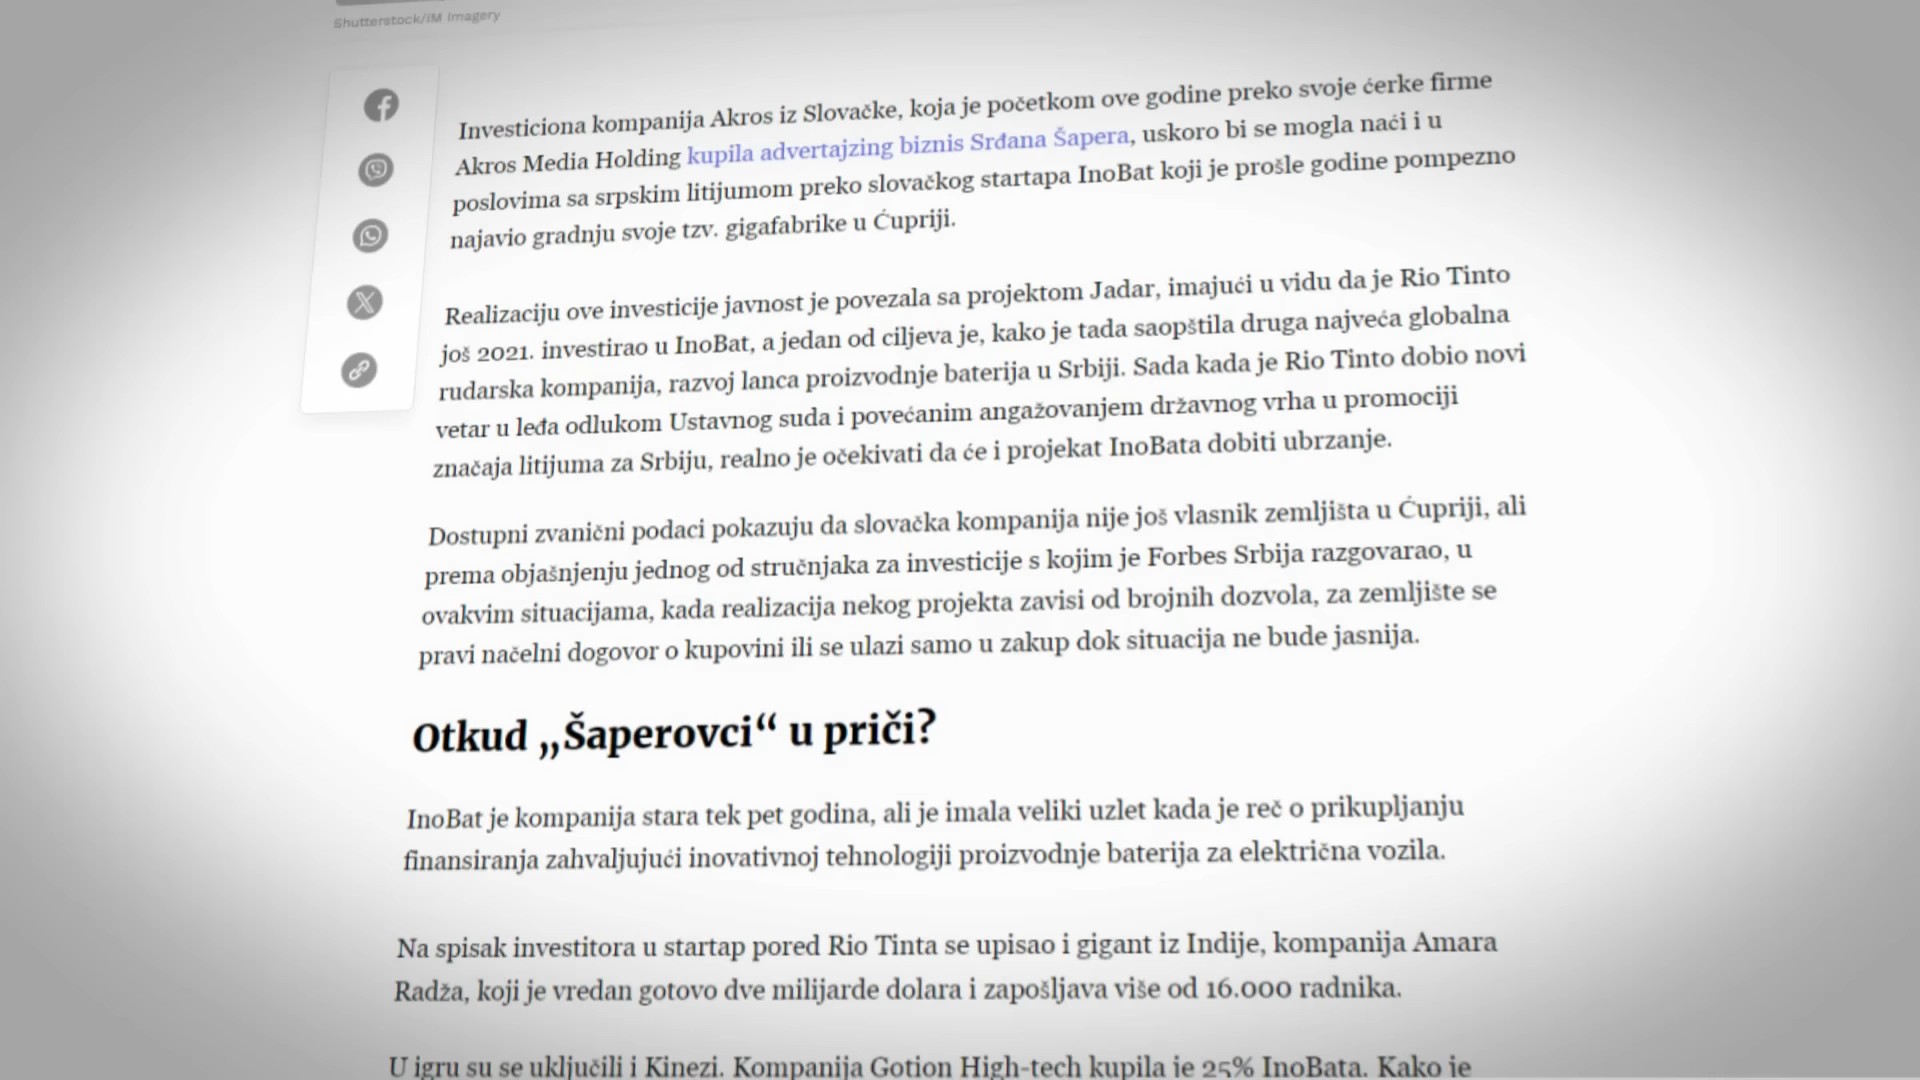 Shutterstock/IM Imagery
Investiciona kompanija Akros iz Slovačke, koja je početkom ove godine preko svoje ćerke firme
Akros Media Holding kupila advertajzing biznis Srđana Šapera, uskoro bi se mogla naći i u
poslovima sa srpskim litijumom preko slovačkog startapa InoBat koji je prošle godine pompezno
najavio gradnju svoje tzv. gigafabrike u Ćupriji.
Realizaciju ove investicije javnost je povezala sa projektom Jadar, imajući u vidu da je Rio Tinto
još 2021. investirao u InoBat, a jedan od ciljeva je, kako je tada saopštila druga najveća globalna
rudarska kompanija, razvoj lanca proizvodnje baterija u Srbiji. Sada kada je Rio Tinto dobio novi
vetar u leđa odlukom Ustavnog suda i povećanim angažovanjem državnog vrha u promociji
značaja litijuma za Srbiju, realno je očekivati da će i projekat InoBata dobiti ubrzanje.
Dostupni zvanični podaci pokazuju da slovačka kompanija nije još vlasnik zemljišta u Ćupriji, ali
prema objašnjenju jednog od stručnjaka za investicije s kojim je Forbes Srbija razgovarao, u
ovakvim situacijama, kada realizacija nekog projekta zavisi od brojnih dozvola, za zemljište se
pravi načelni dogovor o kupovini ili se ulazi samo u zakup dok situacija ne bude jasnija.
Otkud „Šaperovci“ u priči?
InoBat je kompanija stara tek pet godina, ali je imala veliki uzlet kada je reč o prikupljanju
finansiranja zahvaljujući inovativnoj tehnologiji proizvodnje baterija za električna vozila.
Na spisak investitora u startap pored Rio Tinta se upisao i gigant iz Indije, kompanija Amara
Radža, koji je vredan gotovo dve milijarde dolara i zapošljava više od 16.000 radnika.
U igru su se uključili i Kinezi. Kompanija Gotion High-tech kupila je 25% InoBata. Kako je